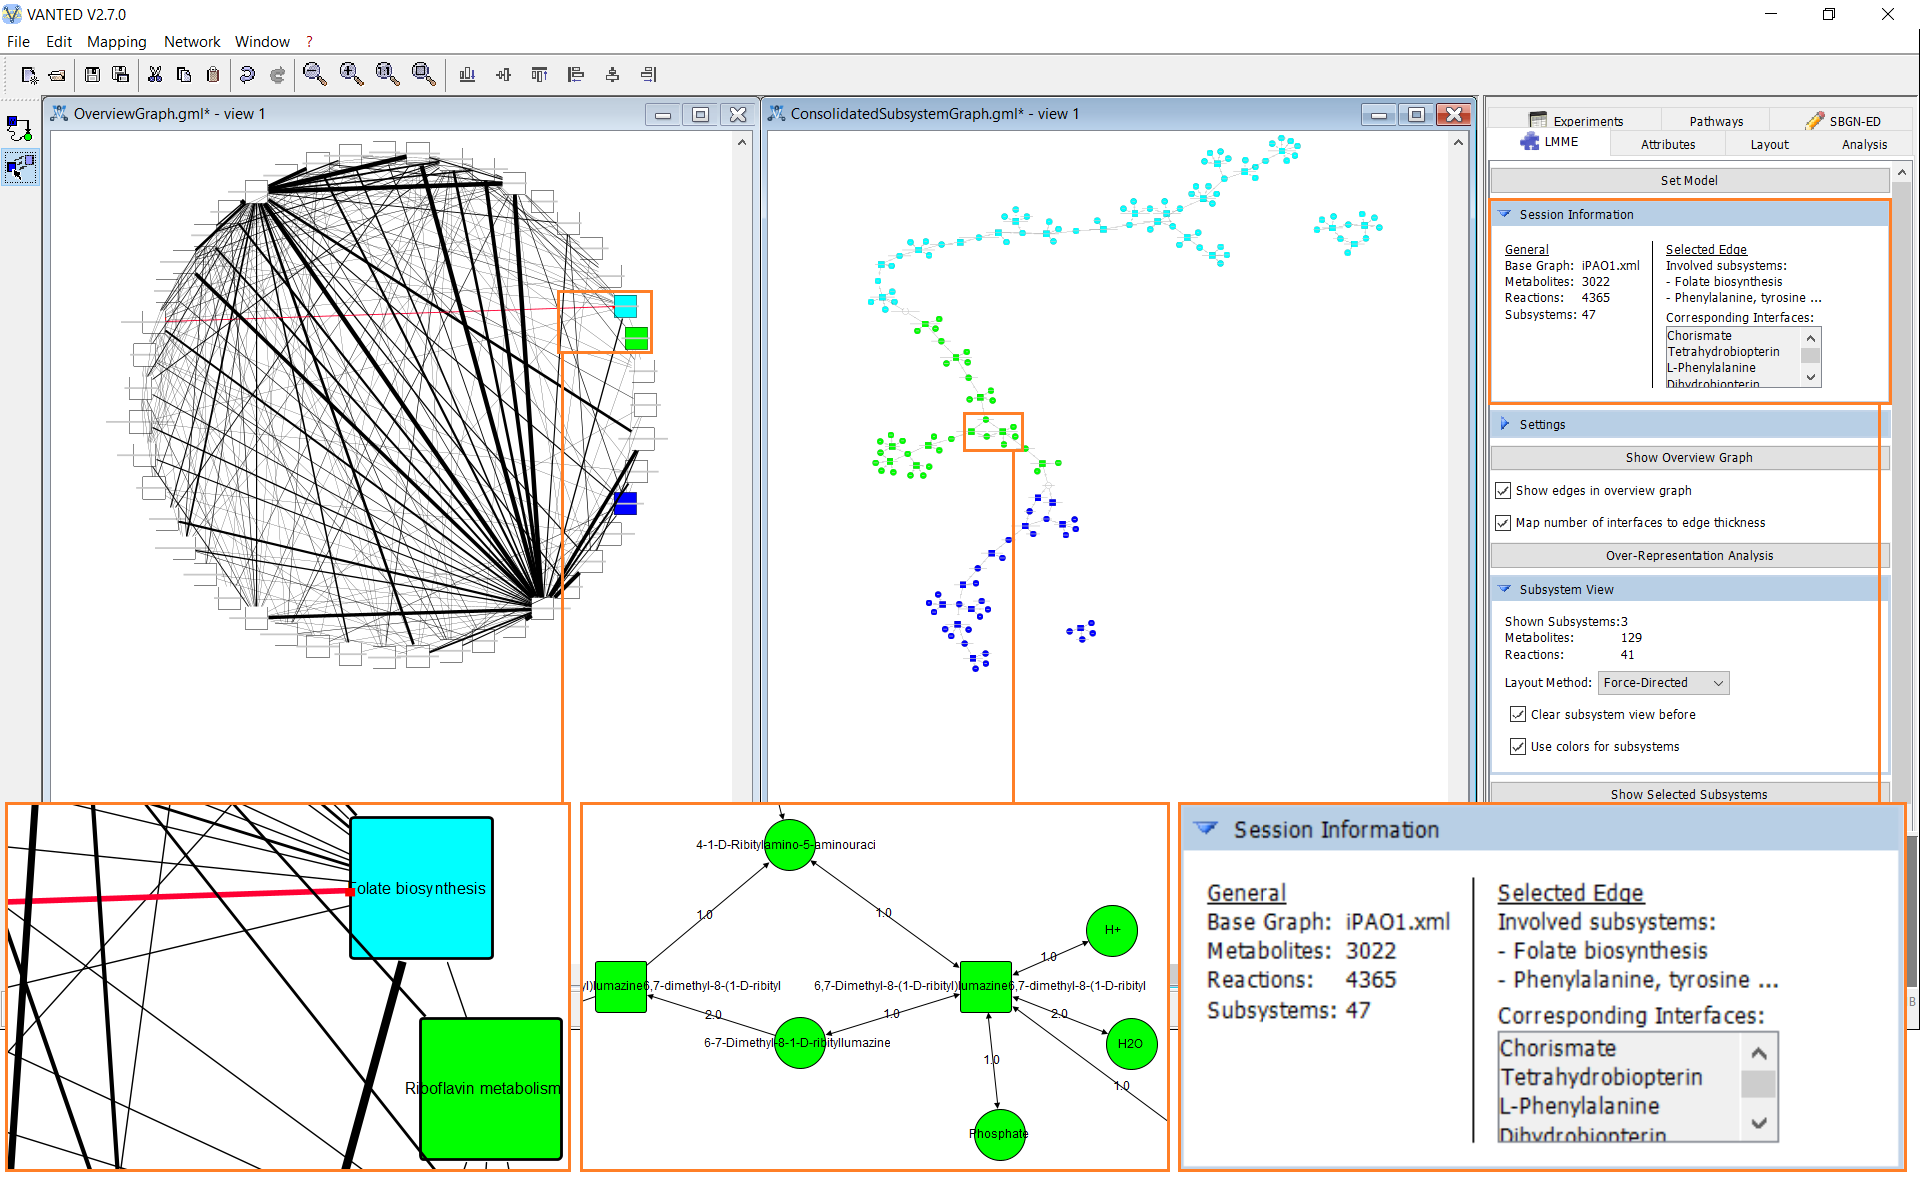 VANTED V2.7.0
File Edit Mapping Network Window ?
OverviewGraph.gml* - view 1
ConsolidatedSubsystemGraph.gml* - view 1
Experiments Pathways SBGN-ED
LMME Attributes Layout Analysis
Set Model
Session Information
General
Base Graph: iPAO1.xml
Metabolites: 3022
Reactions: 4365
Subsystems: 47
Selected Edge
Involved subsystems:
- Folate biosynthesis
- Phenylalanine, tyrosine ...
Corresponding Interfaces:
Chorismate
Tetrahydrobiopterin
L-Phenylalanine
Dihydrobiopterin
Settings
Show Overview Graph
Show edges in overview graph
Map number of interfaces to edge thickness
Over-Representation Analysis
Subsystem View
Shown Subsystems:3
Metabolites: 129
Reactions: 41
Layout Method: Force-Directed
Clear subsystem view before
Use colors for subsystems
Show Selected Subsystems
Folate biosynthesis
Riboflavin metabolism
4-1-D-Ribitylamino-5-aminouraci
1.0
1.0
H+
1.0
yl)lumazine6,7-dimethyl-8-(1-D-ribityl
6,7-Dimethyl-8-(1-D-ribityl)lumazine6,7-dimethyl-8-(1-D-ribityl
2.0
1.0
2.0
6-7-Dimethyl-8-1-D-ribityllumazine
H2O
1.0
1.0
Phosphate
Session Information
General
Base Graph: iPAO1.xml
Metabolites: 3022
Reactions: 4365
Subsystems: 47
Selected Edge
Involved subsystems:
- Folate biosynthesis
- Phenylalanine, tyrosine ...
Corresponding Interfaces:
Chorismate
Tetrahydrobiopterin
L-Phenylalanine
Dihydrobiopterin
B